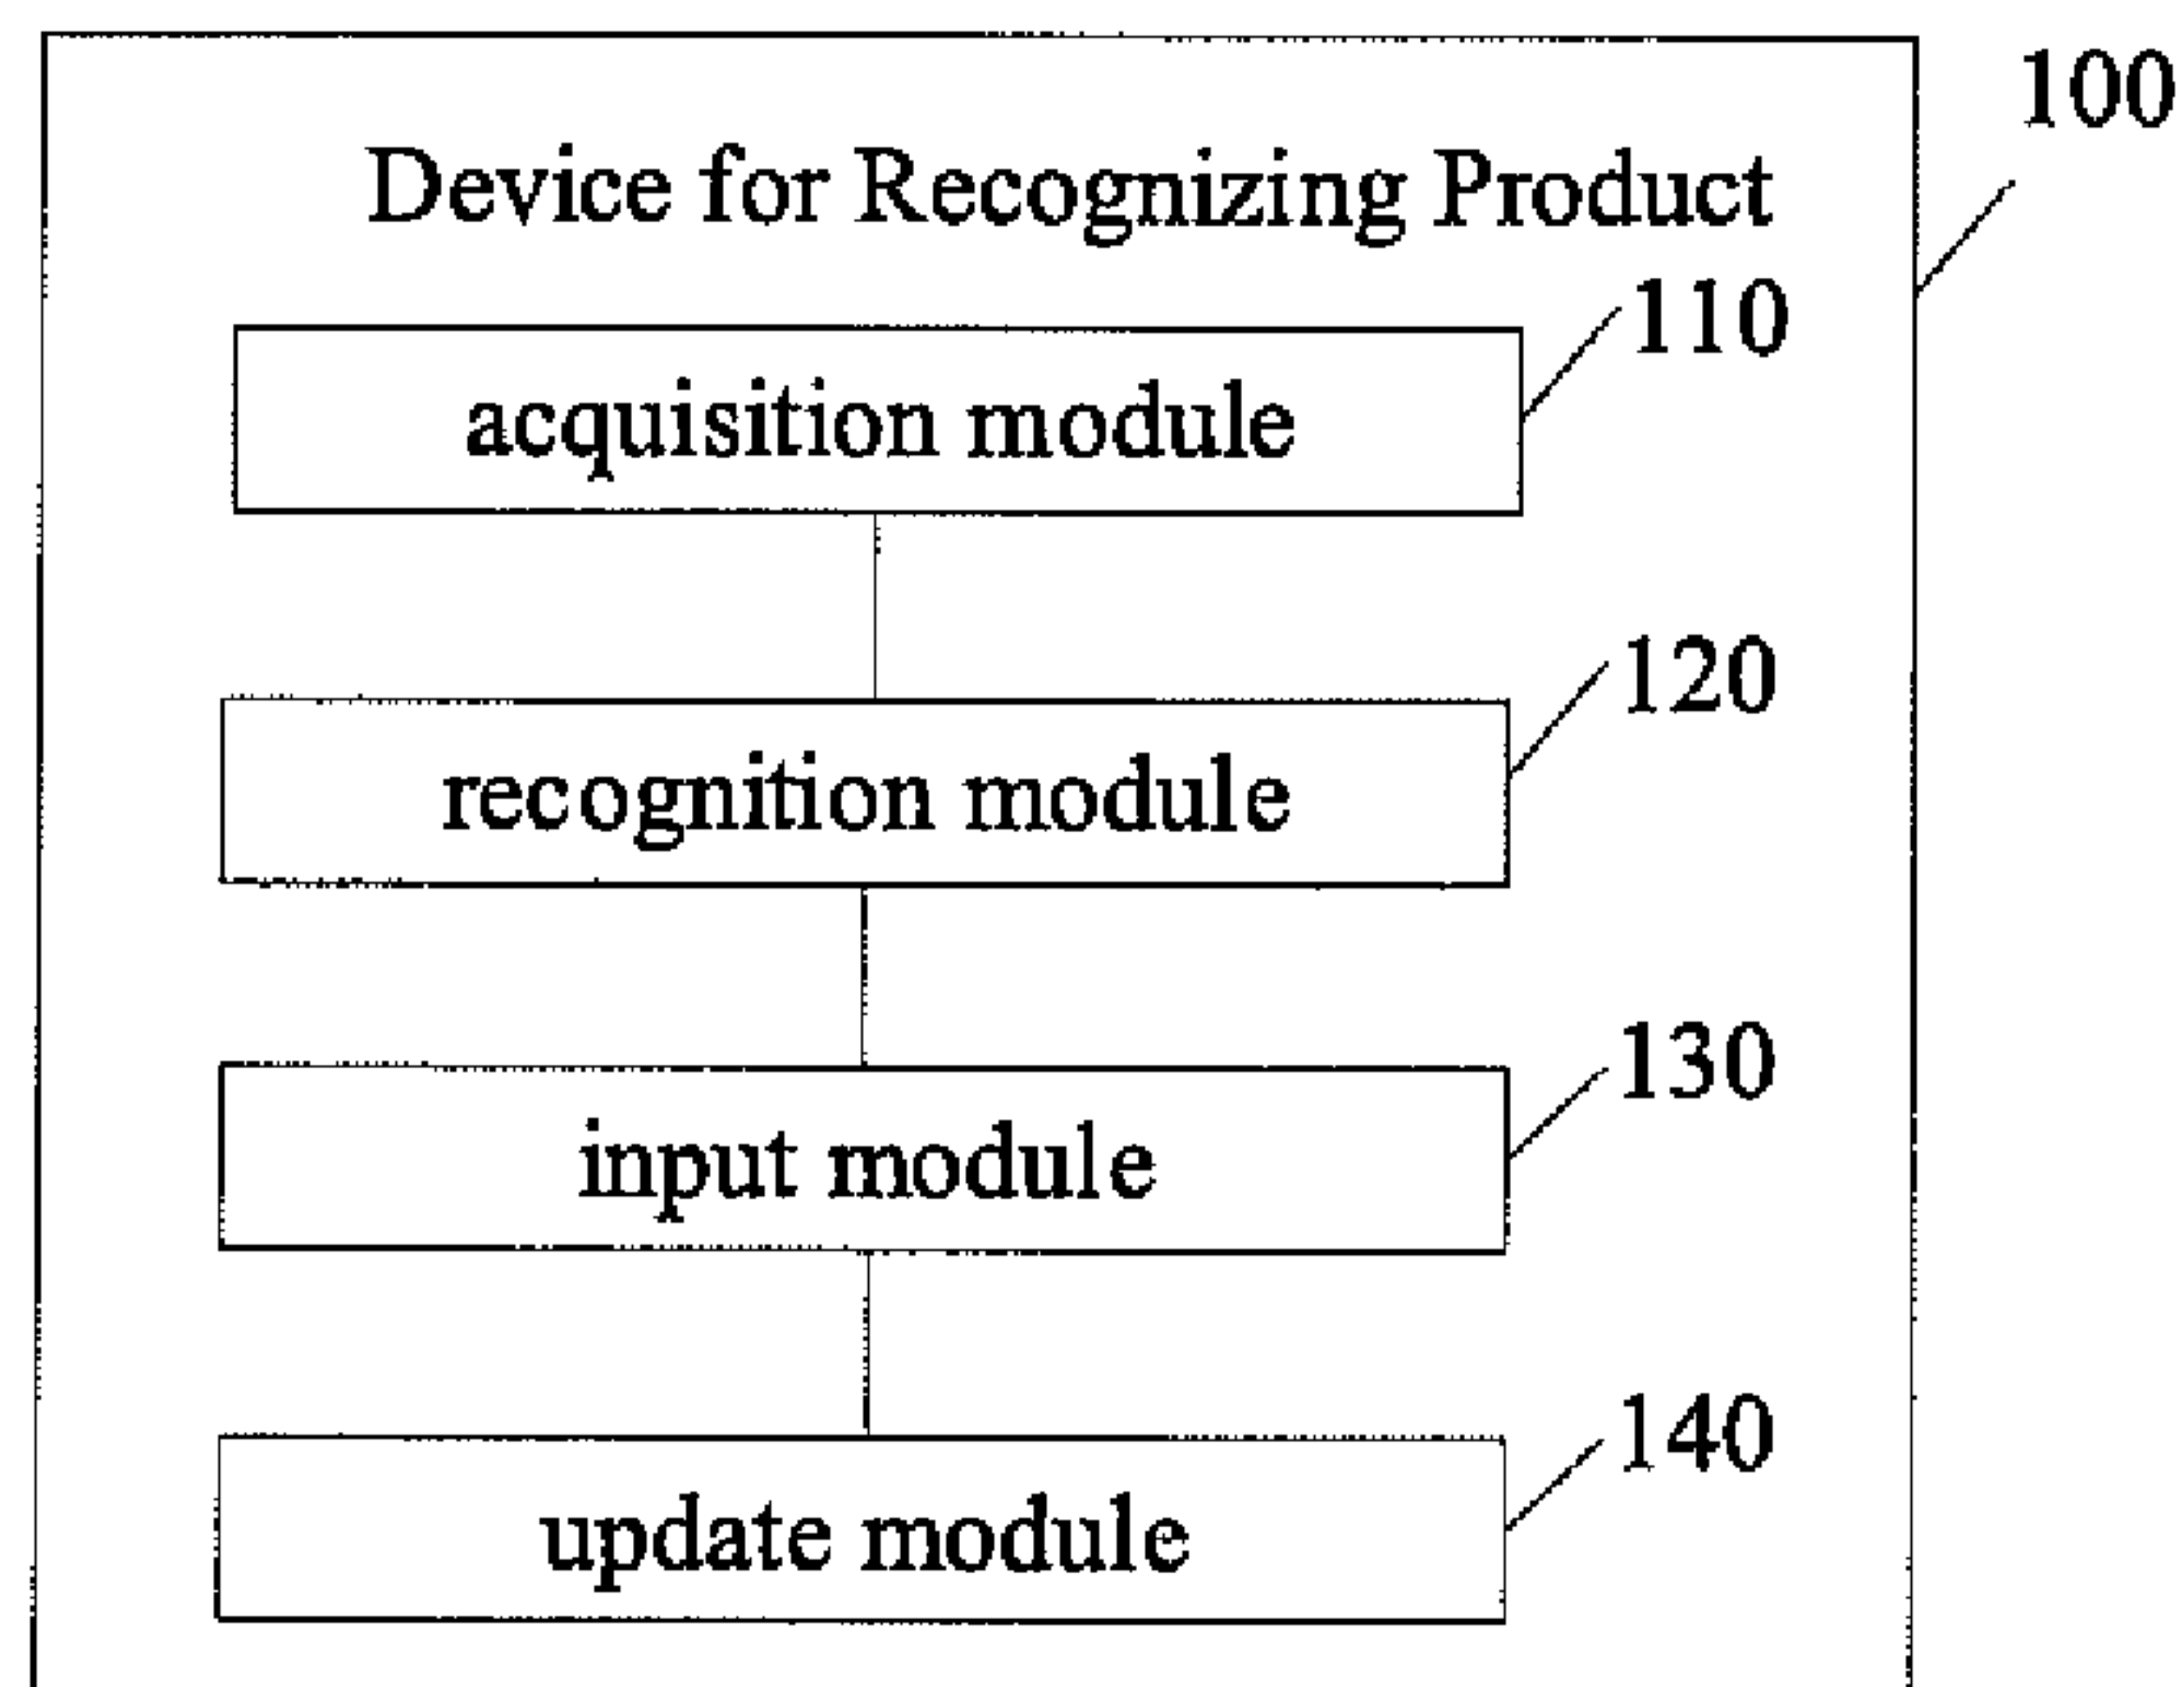 100
Device for Recognizing Product
110
acquisition module
120
recognition module
130
input module
140
update module